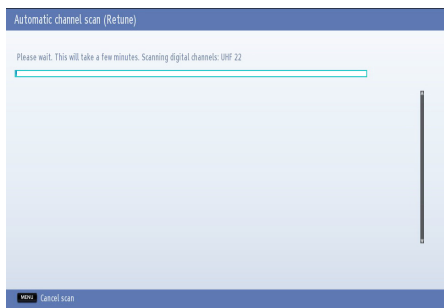 Automatic channel scan (Retune)
Please wait. This will take a few minutes. Scanning digital channels: UHF 22
MENU Cancel scan